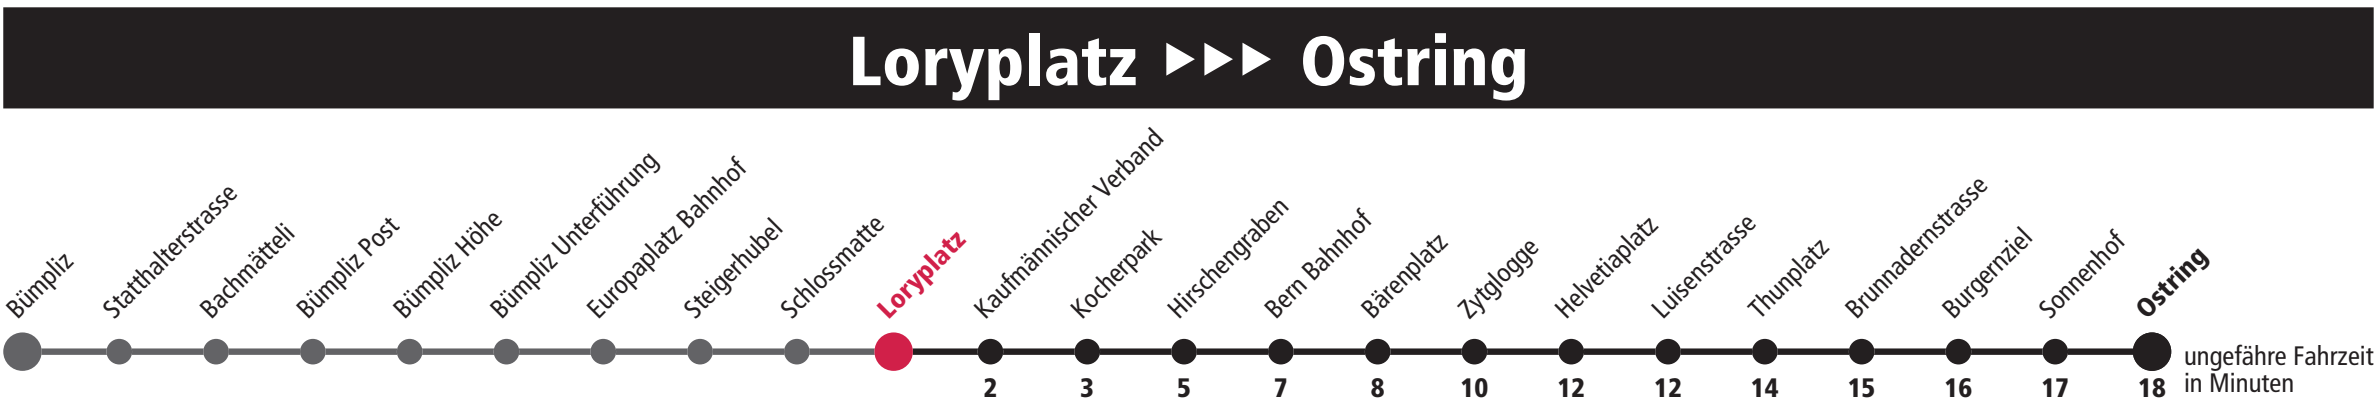 Loryplatz ►►► Ostring
Bümpliz
Statthalterstrasse
Bachmätteli
Bümpliz Post
Bümpliz Höhe
Bümpliz Unterführung
Europaplatz Bahnhof
Steigerhubel
Schlossmatte
Loryplatz
Kaufmännischer Verband
Kocherpark
Hirschengraben
Bern Bahnhof
Bärenplatz
Zytglogge
Helvetiaplatz
Luisenstrasse
Thunplatz
Brunnadernstrasse
Burgernziel
Sonnenhof
Ostring
2 3 5 7 8 10 12 12 14 15 16 17 18
ungefähre Fahrzeit
in Minuten